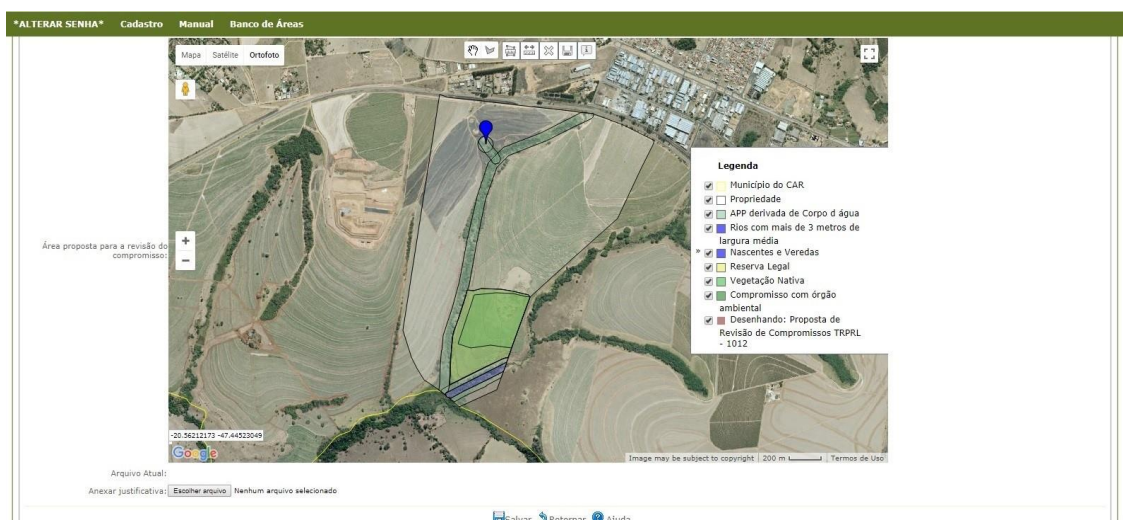 *ALTERAR SENHA* Cadastro Manual Banco de Áreas
Mapa Satélite Ortofoto
Legenda
Município do CAR
Propriedade
APP derivada de Corpo d água
Rios com mais de 3 metros de
largura média
» Nascentes e Veredas
Reserva Legal
Vegetação Nativa
Compromisso com órgão
ambiental
Desenhando: Proposta de
Revisão de Compromissos TRPRL
- 1012
Área proposta para a revisão do
compromisso:
+
−
-20.56212173 -47.44523049
Google
Image may be subject to copyright 200 m Termos de Uso
Arquivo Atual:
Anexar justificativa: Escolher arquivo Nenhum arquivo selecionado
Salvar Retornar Ajuda